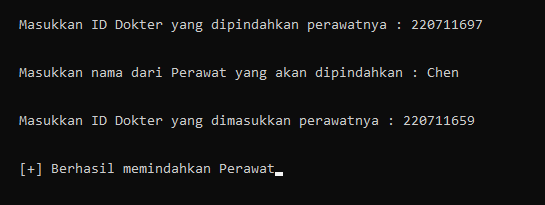 Masukkan ID Dokter yang dipindahkan perawatnya : 220711697
Masukkan nama dari Perawat yang akan dipindahkan : Chen
Masukkan ID Dokter yang dimasukkan perawatnya : 220711659
[+] Berhasil memindahkan Perawat